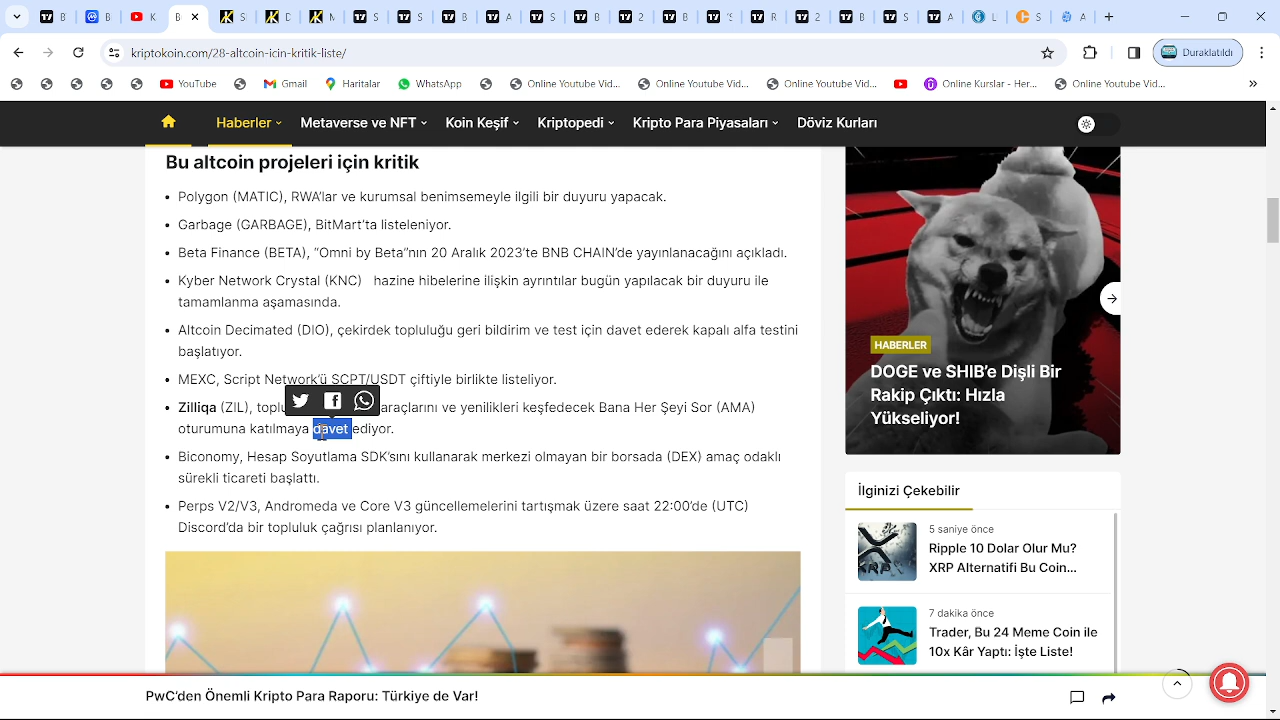 kriptokoin.com/28-altcoin-icin-kritik-liste/
Duraklatıldı
YouTube
Gmail
Haritalar
WhatsApp
Online Youtube Vid...
Online Youtube Vid...
Online Youtube Vid...
Online Kurslar - Her...
Online Youtube Vid...
Haberler
Metaverse ve NFT
Koin Keşif
Kriptopedi
Kripto Para Piyasaları
Döviz Kurları
Bu altcoin projeleri için kritik
Polygon (MATIC), RWA’lar ve kurumsal benimsemeyle ilgili bir duyuru yapacak.
Garbage (GARBAGE), BitMart’ta listeleniyor.
Beta Finance (BETA), “Omni by Beta”nın 20 Aralık 2023’te BNB CHAIN’de yayınlanacağını açıkladı.
Kyber Network Crystal (KNC) hazine hibelerine ilişkin ayrıntılar bugün yapılacak bir duyuru ile
tamamlanma aşamasında.
Altcoin Decimated (DIO), çekirdek topluluğu geri bildirim ve test için davet ederek kapalı alfa testini
başlatıyor.
MEXC, Script Network’ü SCPT/USDT çiftiyle birlikte listeliyor.
Zilliqa (ZIL), toplu araçlarını ve yenilikleri keşfedecek Bana Her Şeyi Sor (AMA)
oturumuna katılmaya davet ediyor.
Biconomy, Hesap Soyutlama SDK’sını kullanarak merkezi olmayan bir borsada (DEX) amaç odaklı
sürekli ticareti başlattı.
Perps V2/V3, Andromeda ve Core V3 güncellemelerini tartışmak üzere saat 22:00’de (UTC)
Discord’da bir topluluk çağrısı planlanıyor.
HABERLER
DOGE ve SHIB’e Dişli Bir
Rakip Çıktı: Hızla
Yükseliyor!
İlginizi Çekebilir
5 saniye önce
Ripple 10 Dolar Olur Mu?
XRP Alternatifi Bu Coin...
7 dakika önce
Trader, Bu 24 Meme Coin ile
10x Kâr Yaptı: İşte Liste!
PwC’den Önemli Kripto Para Raporu: Türkiye de Var!